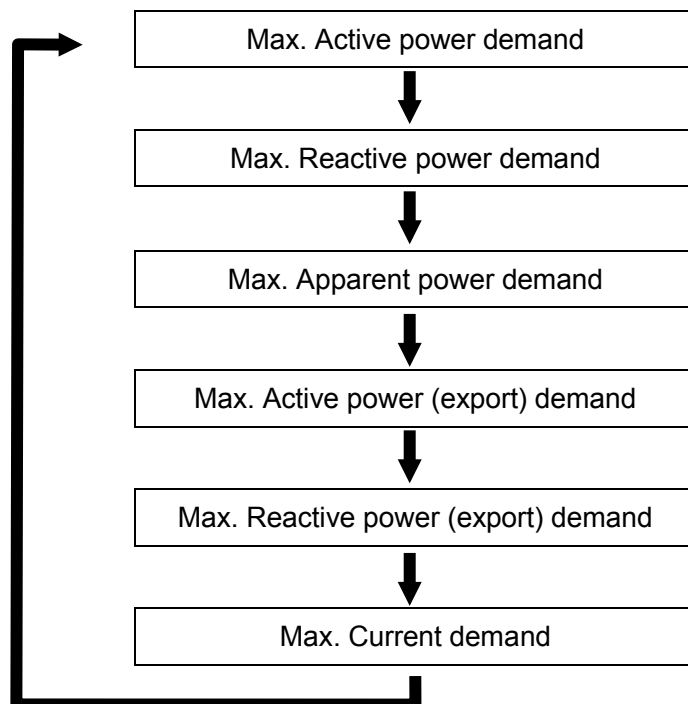 Max. Active power demand
Max. Reactive power demand
Max. Apparent power demand
Max. Active power (export) demand
Max. Reactive power (export) demand
Max. Current demand